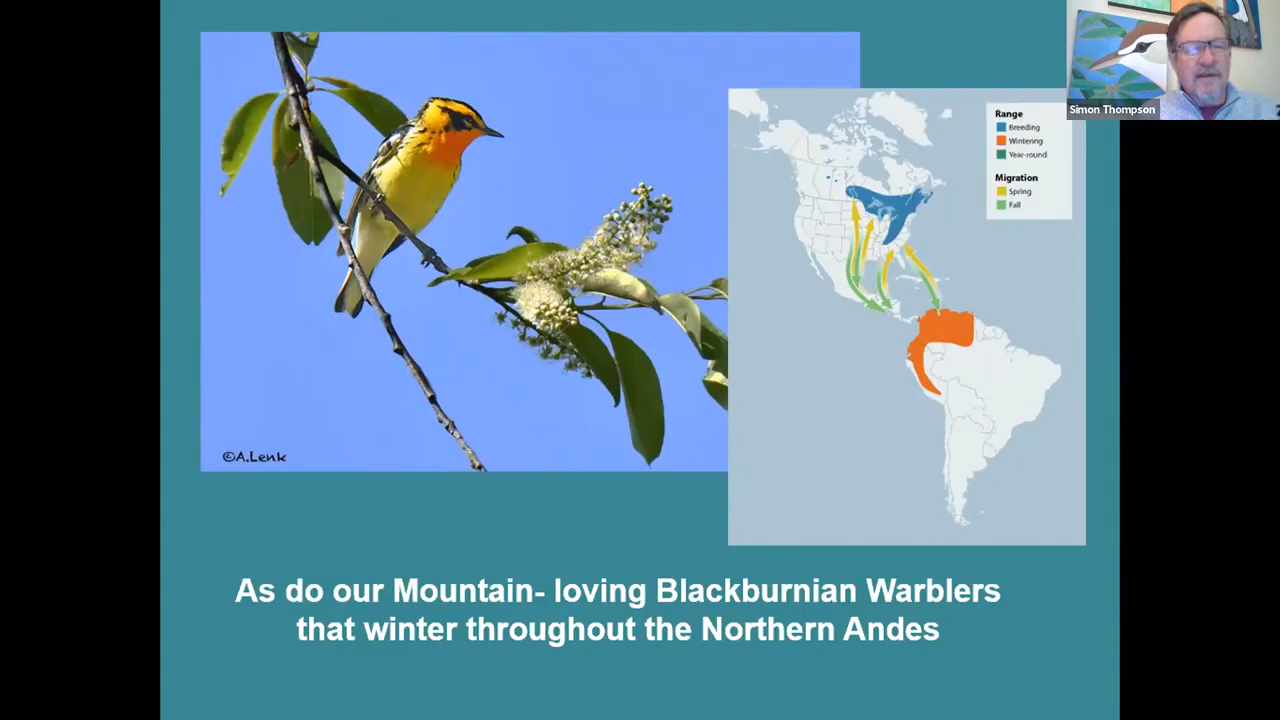 Simon Thompson
Range
Breeding
Wintering
Year-round
Migration
Spring
Fall
©A.Lenk
As do our Mountain- loving Blackburnian Warblers
that winter throughout the Northern Andes